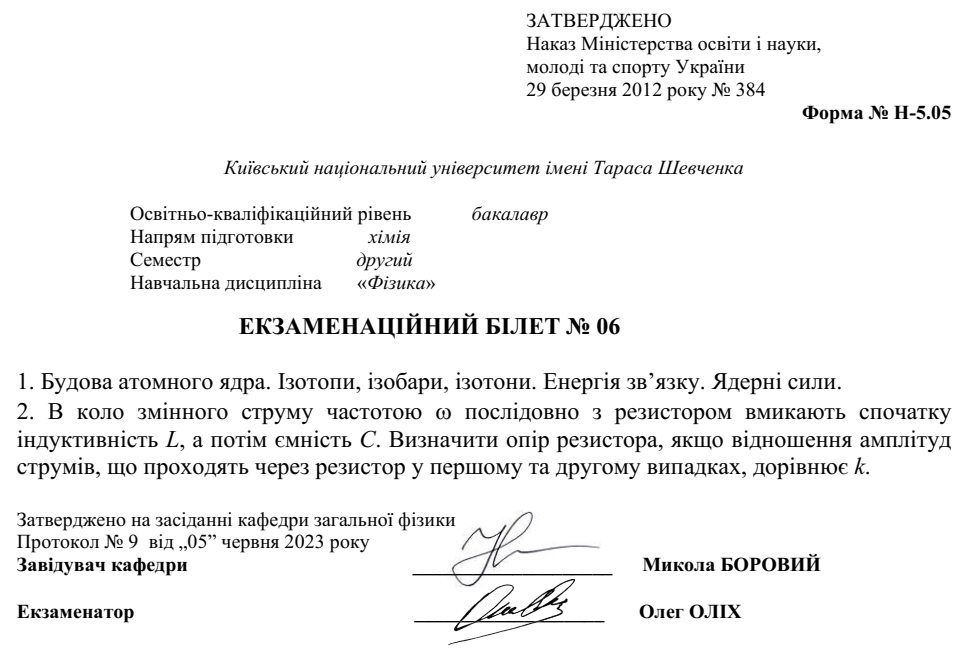 ЗАТВЕРДЖЕНО
Наказ Міністерства освіти і науки,
молоді та спорту України
29 березня 2012 року № 384
Форма № Н-5.05
Київський національний університет імені Тараса Шевченка
Освітньо-кваліфікаційний рівень бакалавр
Напрям підготовки хімія
Семестр другий
Навчальна дисципліна «Фізика»
ЕКЗАМЕНАЦІЙНИЙ БІЛЕТ № 06
1. Будова атомного ядра. Ізотопи, ізобари, ізотони. Енергія зв’язку. Ядерні сили.
2. В коло змінного струму частотою ω послідовно з резистором вмикають спочатку
індуктивність L, а потім ємність C. Визначити опір резистора, якщо відношення амплітуд
струмів, що проходять через резистор у першому та другому випадках, дорівнює k.
Затверджено на засіданні кафедри загальної фізики
Протокол № 9 від „05” червня 2023 року
Завідувач кафедри Микола БОРОВИЙ
Екзаменатор Олег ОЛІХ